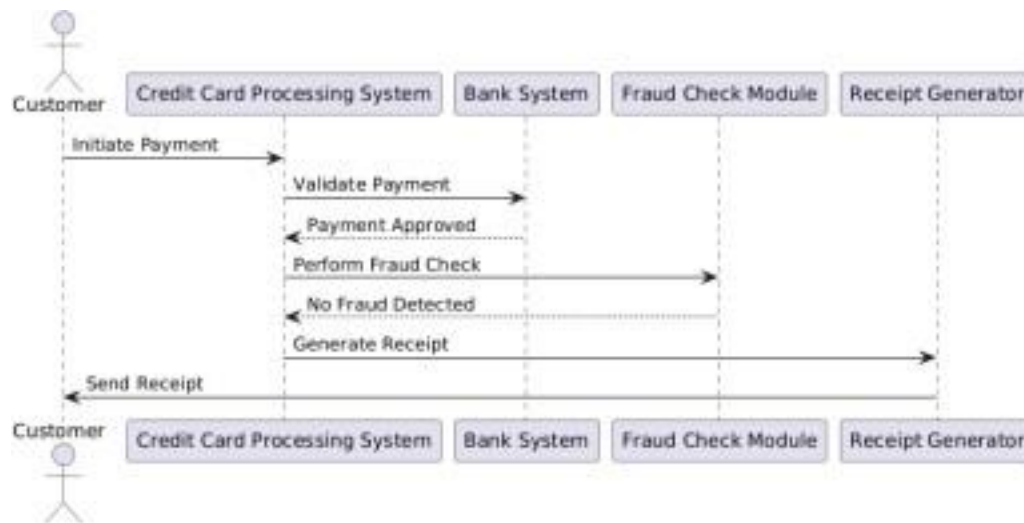 Customer
Credit Card Processing System
Bank System
Fraud Check Module
Receipt Generator
Initiate Payment
Validate Payment
Payment Approved
Perform Fraud Check
No Fraud Detected
Generate Receipt
Send Receipt
Customer
Credit Card Processing System
Bank System
Fraud Check Module
Receipt Generator